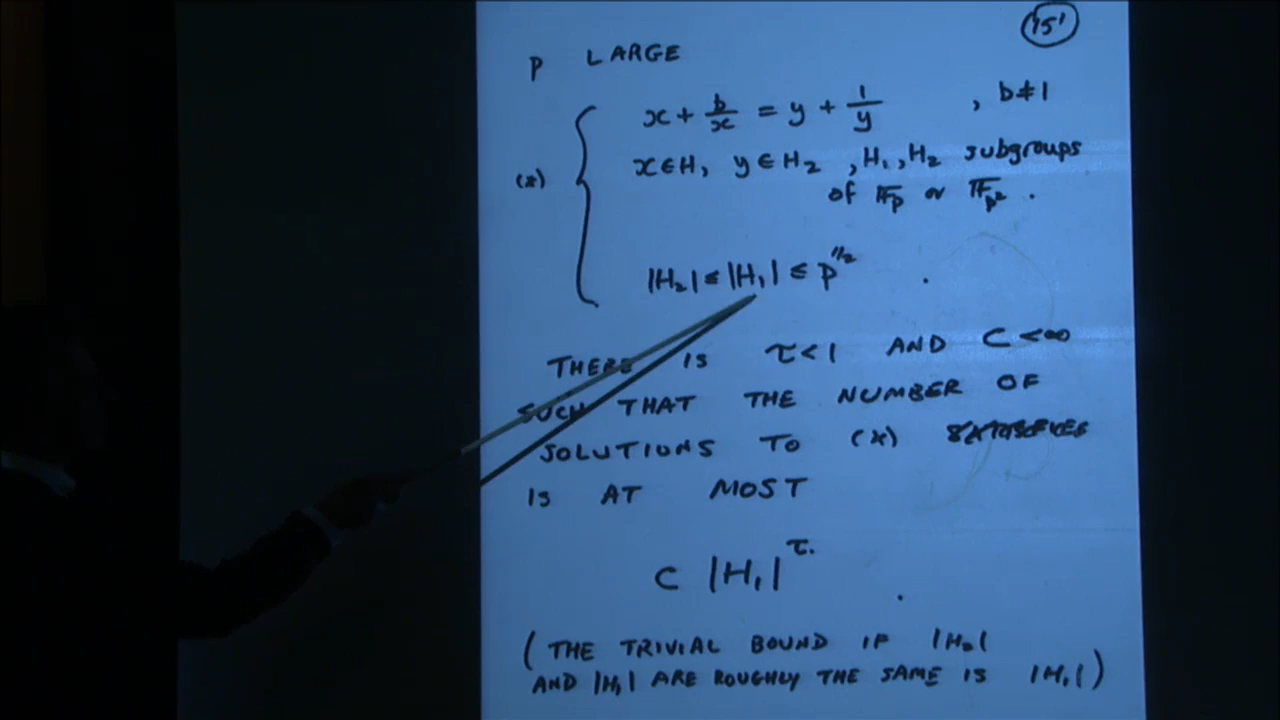 15'
P LARGE
x + b/x = y + 1/y , b≠1
(*) x∈H₁ y∈H₂ , H₁, H₂ subgroups
of F_p or F_p² .
|H₂| ≤ |H₁| ≤ p^1/2 .
THERE IS τ<1 AND C<∞
SUCH THAT THE NUMBER OF
SOLUTIONS TO (*)
IS AT MOST
C |H₁|^τ.
(THE TRIVIAL BOUND IF |H₂|
AND |H₁| ARE ROUGHLY THE SAME IS |H₁|)